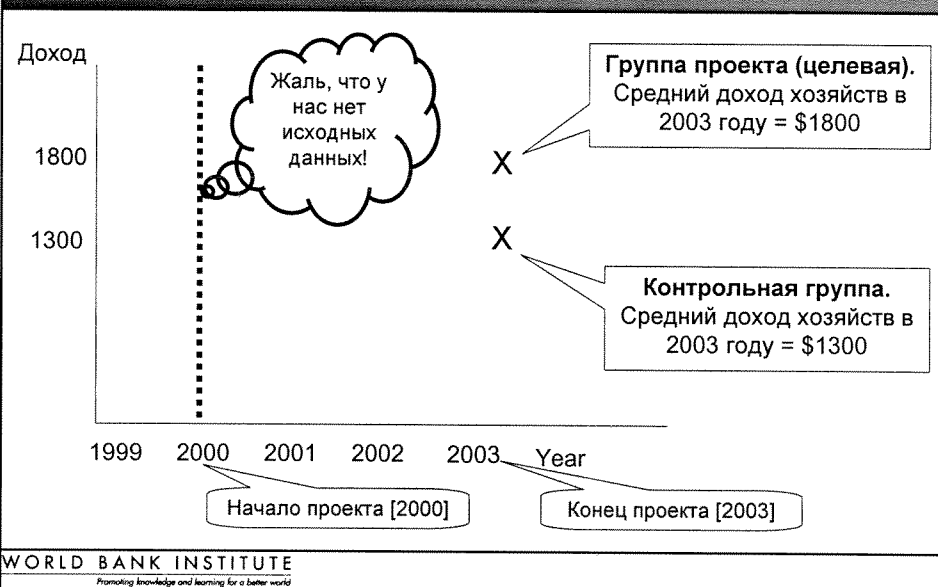 Доход
Жаль, что у
нас нет
исходных
данных!
Группа проекта (целевая).
Средний доход хозяйств в
2003 году = $1800
1800
X
1300
X
Контрольная группа.
Средний доход хозяйств в
2003 году = $1300
1999 2000 2001 2002 2003 Year
Начало проекта [2000]
Конец проекта [2003]
WORLD BANK INSTITUTE
Promoting knowledge and learning for a better world